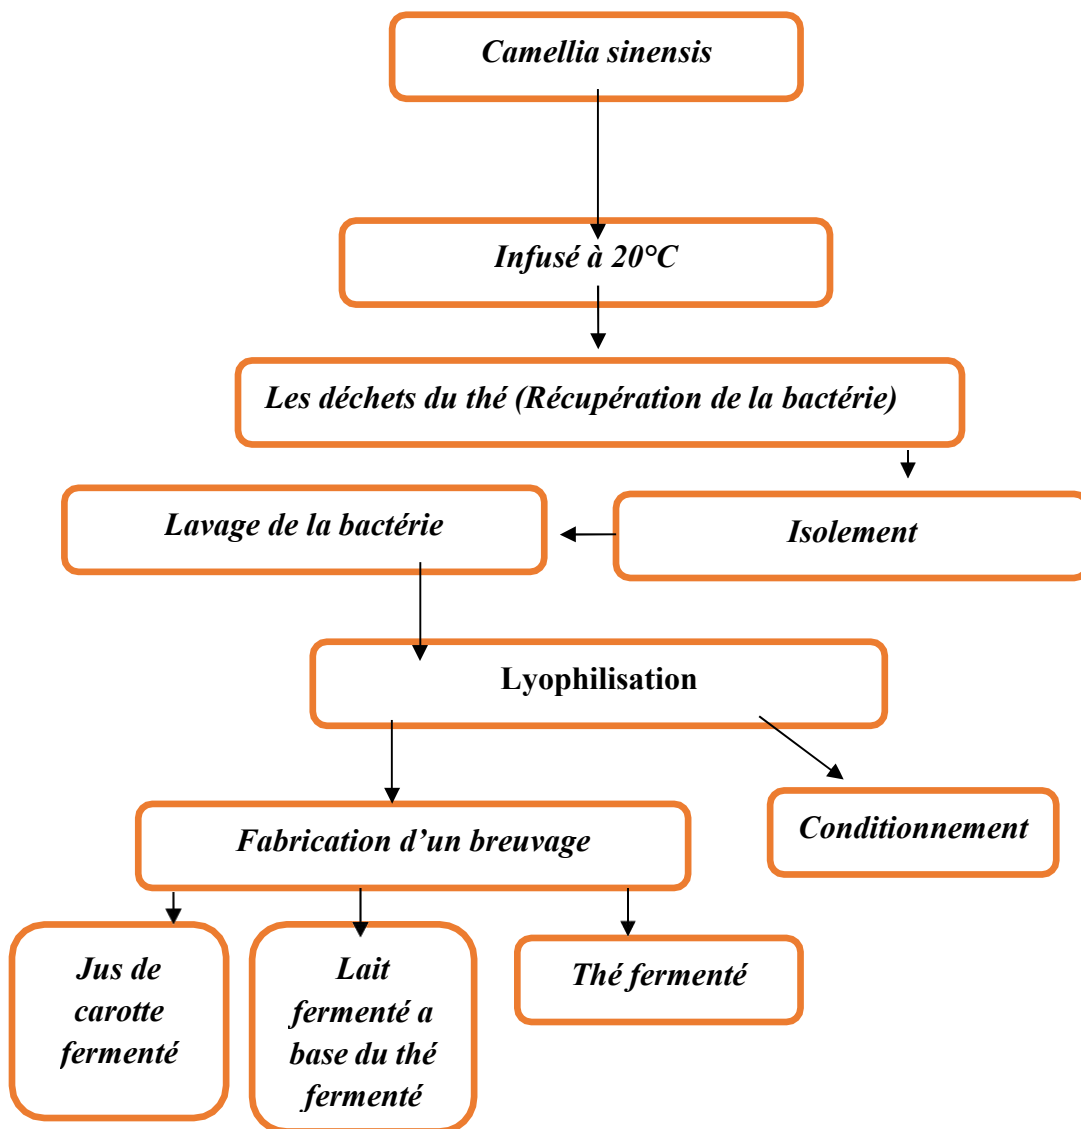 Camellia sinensis
Infusé à 20°C
Les déchets du thé (Récupération de la bactérie)
Lavage de la bactérie
Isolement
Lyophilisation
Fabrication d’un breuvage
Conditionnement
Jus de
carotte
fermenté
Lait
fermenté a
base du thé
fermenté
Thé fermenté